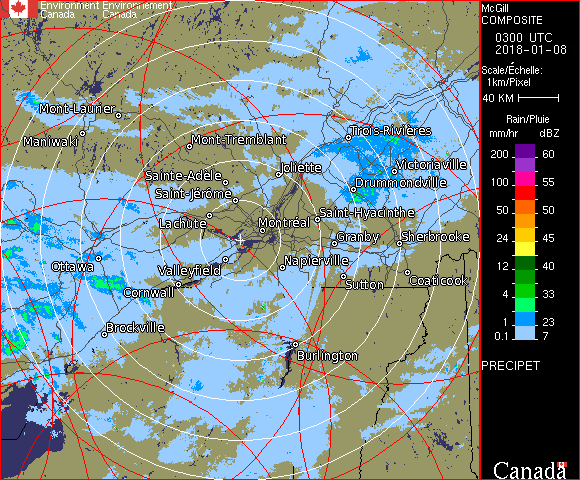 Environment Environnement
Canada Canada
McGill
COMPOSITE
0300 UTC
2018-01-08
Scale/Échelle:
1km/Pixel
40 KM
Rain/Pluie
mm/hr dBZ
200 60
100 55
50 50
24 45
12 40
4 33
1 23
0.1 7
PRECIPET
Canada
Mont-Laurier
Maniwaki
Mont-Tremblant
Trois-Rivières
Victoriaville
Joliette
Sainte-Adèle
Drummondville
Saint-Jérôme
Lachute
Saint-Hyacinthe
Montréal
Granby
Sherbrooke
Ottawa
Valleyfield
Napierville
Cornwall
Sutton
Coaticook
Brockville
Burlington